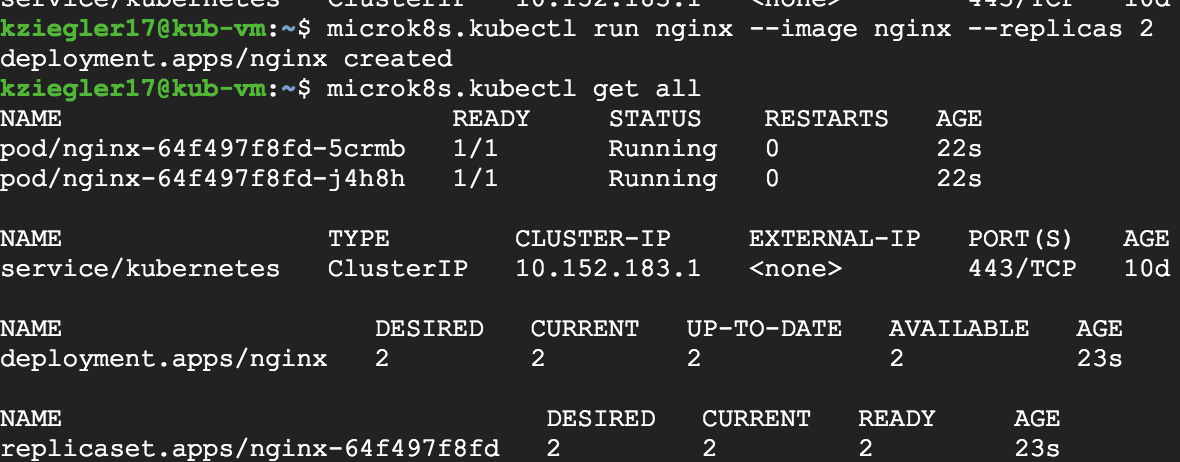 service/kubernetes ClusterIP 10.152.183.1 <none> 443/TCP 10d
kziegler17@kub-vm:~$ microk8s.kubectl run nginx --image nginx --replicas 2
deployment.apps/nginx created
kziegler17@kub-vm:~$ microk8s.kubectl get all
NAME READY STATUS RESTARTS AGE
pod/nginx-64f497f8fd-5crmb 1/1 Running 0 22s
pod/nginx-64f497f8fd-j4h8h 1/1 Running 0 22s
NAME TYPE CLUSTER-IP EXTERNAL-IP PORT(S) AGE
service/kubernetes ClusterIP 10.152.183.1 <none> 443/TCP 10d
NAME DESIRED CURRENT UP-TO-DATE AVAILABLE AGE
deployment.apps/nginx 2 2 2 2 23s
NAME DESIRED CURRENT READY AGE
replicaset.apps/nginx-64f497f8fd 2 2 2 23s